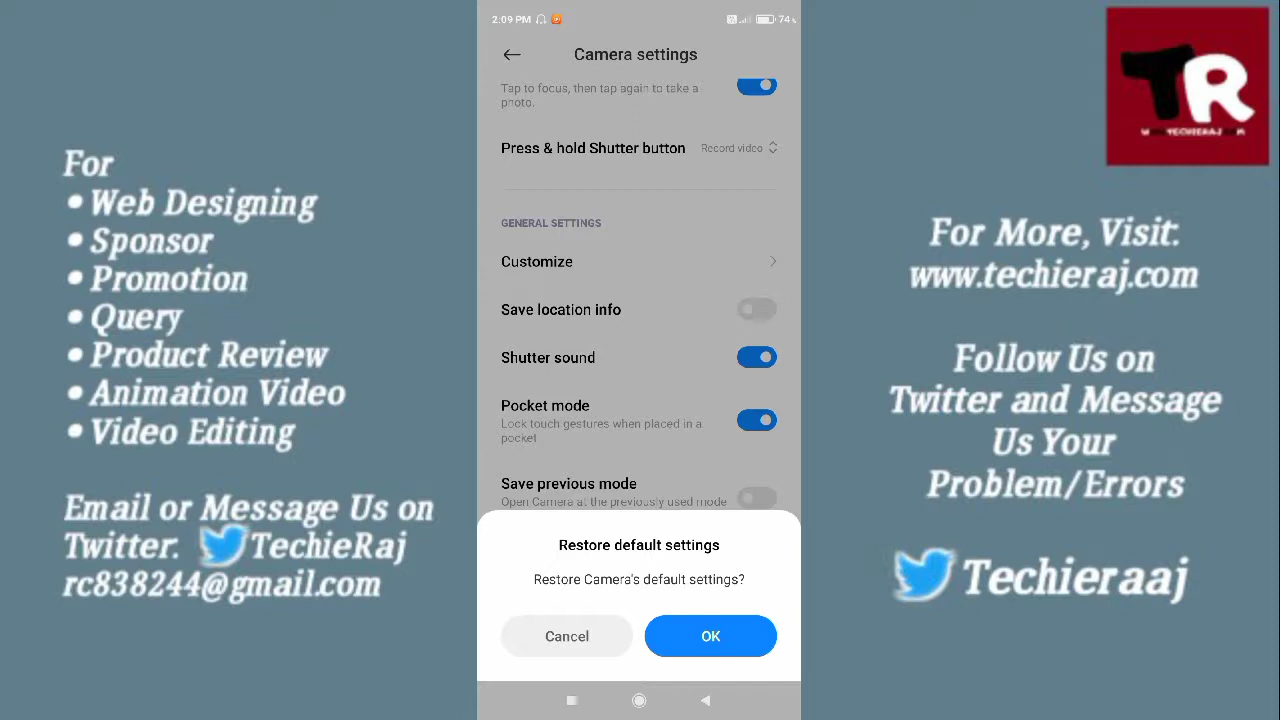 For
• Web Designing
• Sponsor
• Promotion
• Query
• Product Review
• Animation Video
• Video Editing
Email or Message Us on
Twitter. TechieRaj
rc838244@gmail.com
2:09 PM
74
Camera settings
Tap to focus, then tap again to take a
photo.
Press & hold Shutter button Record video
GENERAL SETTINGS
Customize
Save location info
Shutter sound
Pocket mode
Lock touch gestures when placed in a
pocket
Save previous mode
Open Camera at the previously used mode
Restore default settings
Restore Camera's default settings?
Cancel OK
TR
For More, Visit:
www.techieraj.com
Follow Us on
Twitter and Message
Us Your
Problem/Errors
Techieraaj